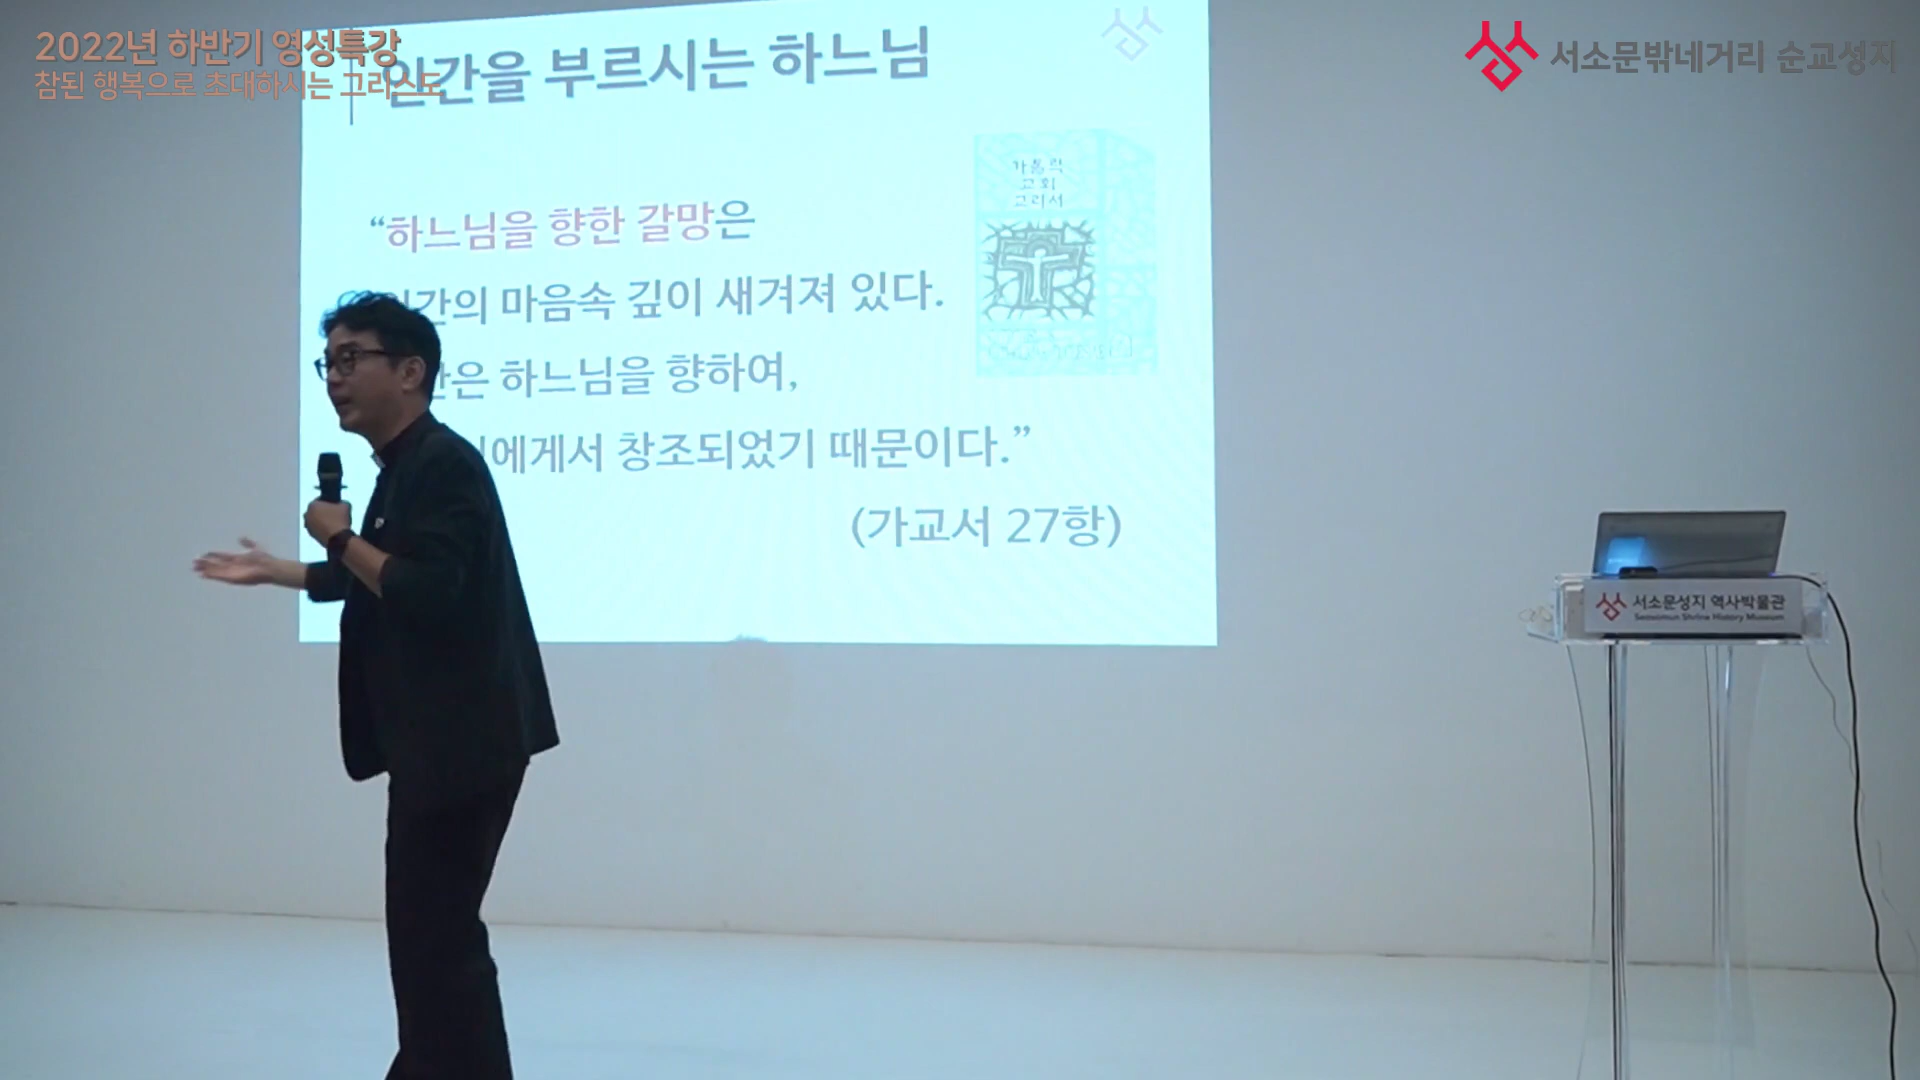 2022년 하반기 영성특강
참된 행복으로 초대하시는 그리스도
서소문밖네거리 순교성지
인간을 부르시는 하느님
가톨릭
교회
교리서
“하느님을 향한 갈망은
간의 마음속 깊이 새겨져 있다.
은 하느님을 향하여,
에게서 창조되었기 때문이다.”
(가교서 27항)
서소문성지 역사박물관
Seosomun Shrine History Museum